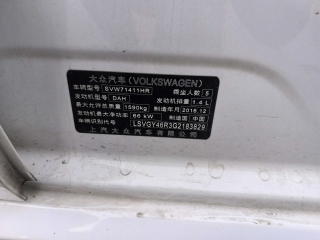 大众汽车(VOLKSWAGEN)
车辆型号 SVW71411HR 乘坐人数 5
发动机型号 DAH 发动机排量 1.4 L
最大允许总质量 1590kg 制造年月 2016.12
发动机最大净功率 66 kW 制造国 中国
车辆识别代号 LSVGY46R3G2183829
上汽大众汽车有限公司